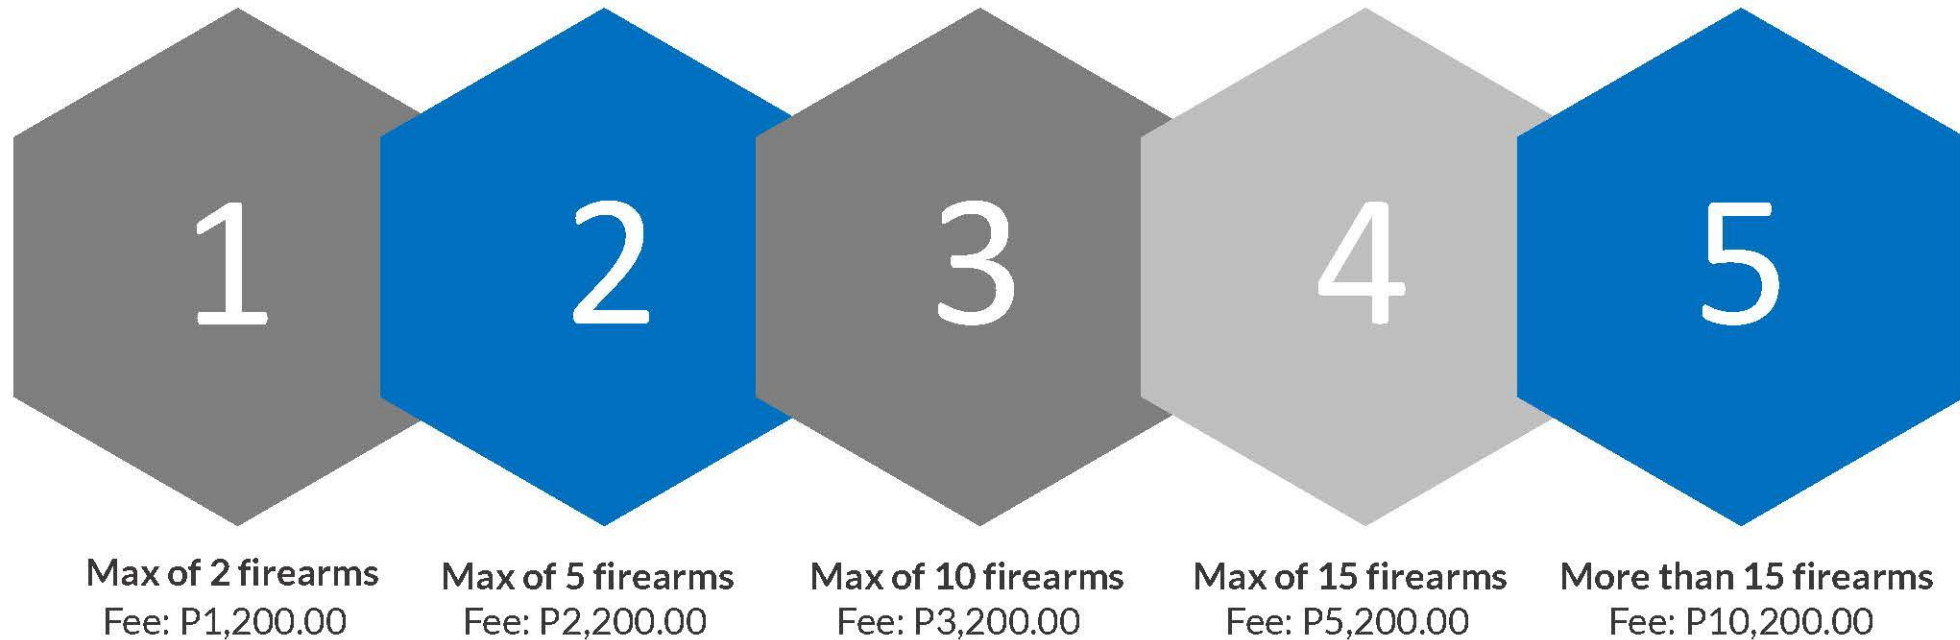 1
2
3
4
5
Max of 2 firearms
Fee: P1,200.00
Max of 5 firearms
Fee: P2,200.00
Max of 10 firearms
Fee: P3,200.00
Max of 15 firearms
Fee: P5,200.00
More than 15 firearms
Fee: P10,200.00